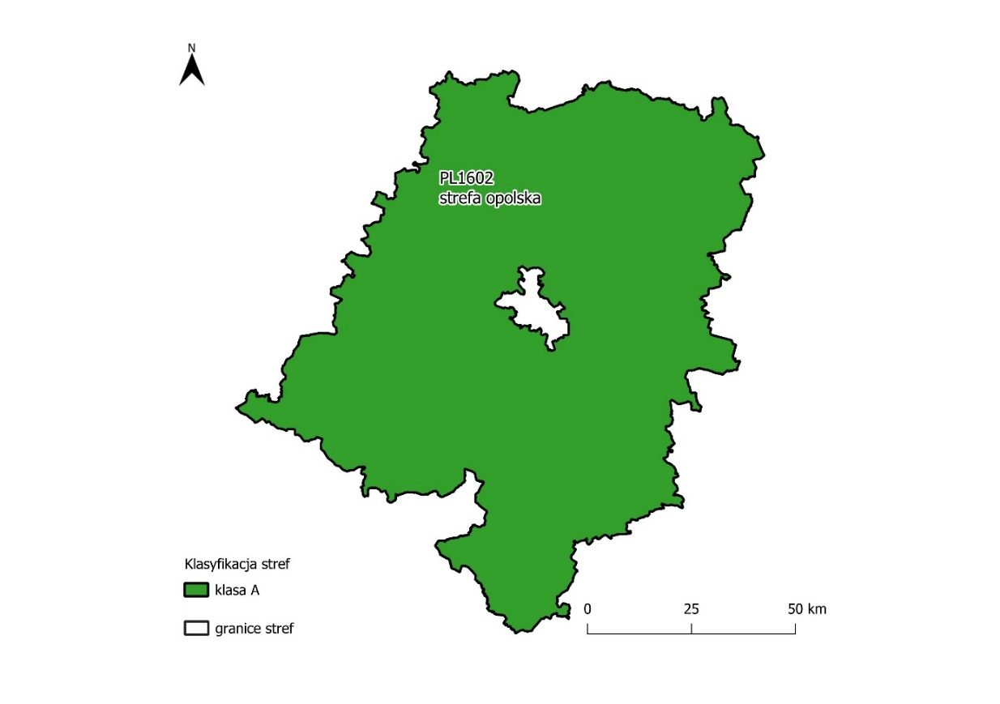 N
PL1602
strefa opolska
Klasyfikacja stref
klasa A
granice stref
0 25 50 km